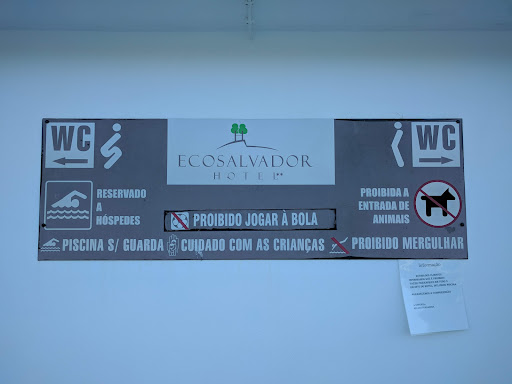 WC
WC
ECOSALVADOR
HOTEL**
RESERVADO
A
HÓSPEDES
PROIBIDA A
ENTRADA DE
ANIMAIS
PROIBIDO JOGAR À BOLA
PISCINA S/ GUARDA
CUIDADO COM AS CRIANÇAS
PROIBIDO MERGULHAR